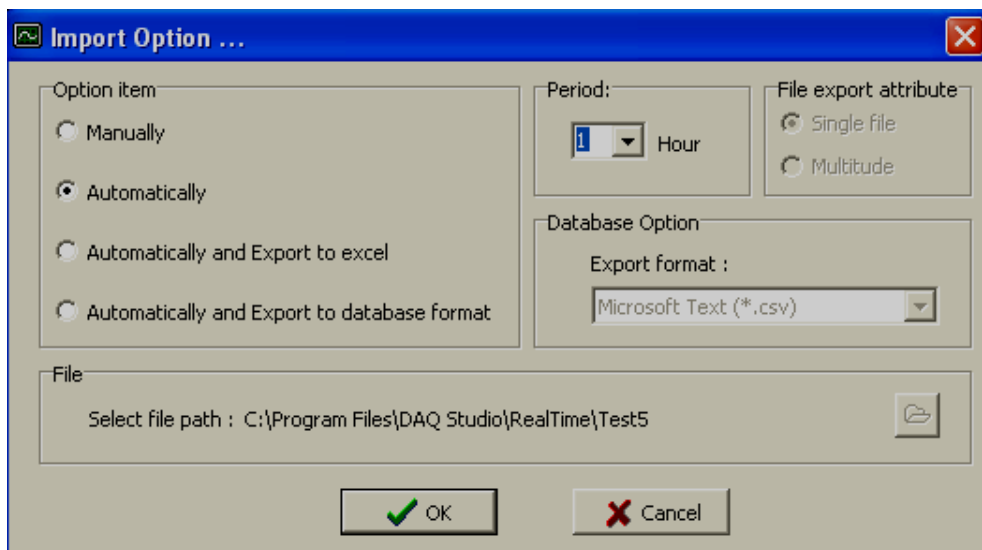 Import Option ...
Option item
Manually
Automatically
Automatically and Export to excel
Automatically and Export to database format
Period:
1 Hour
File export attribute
Single file
Multitude
Database Option
Export format :
Microsoft Text (*.csv)
File
Select file path : C:\Program Files\DAQ Studio\RealTime\Test5
OK
Cancel